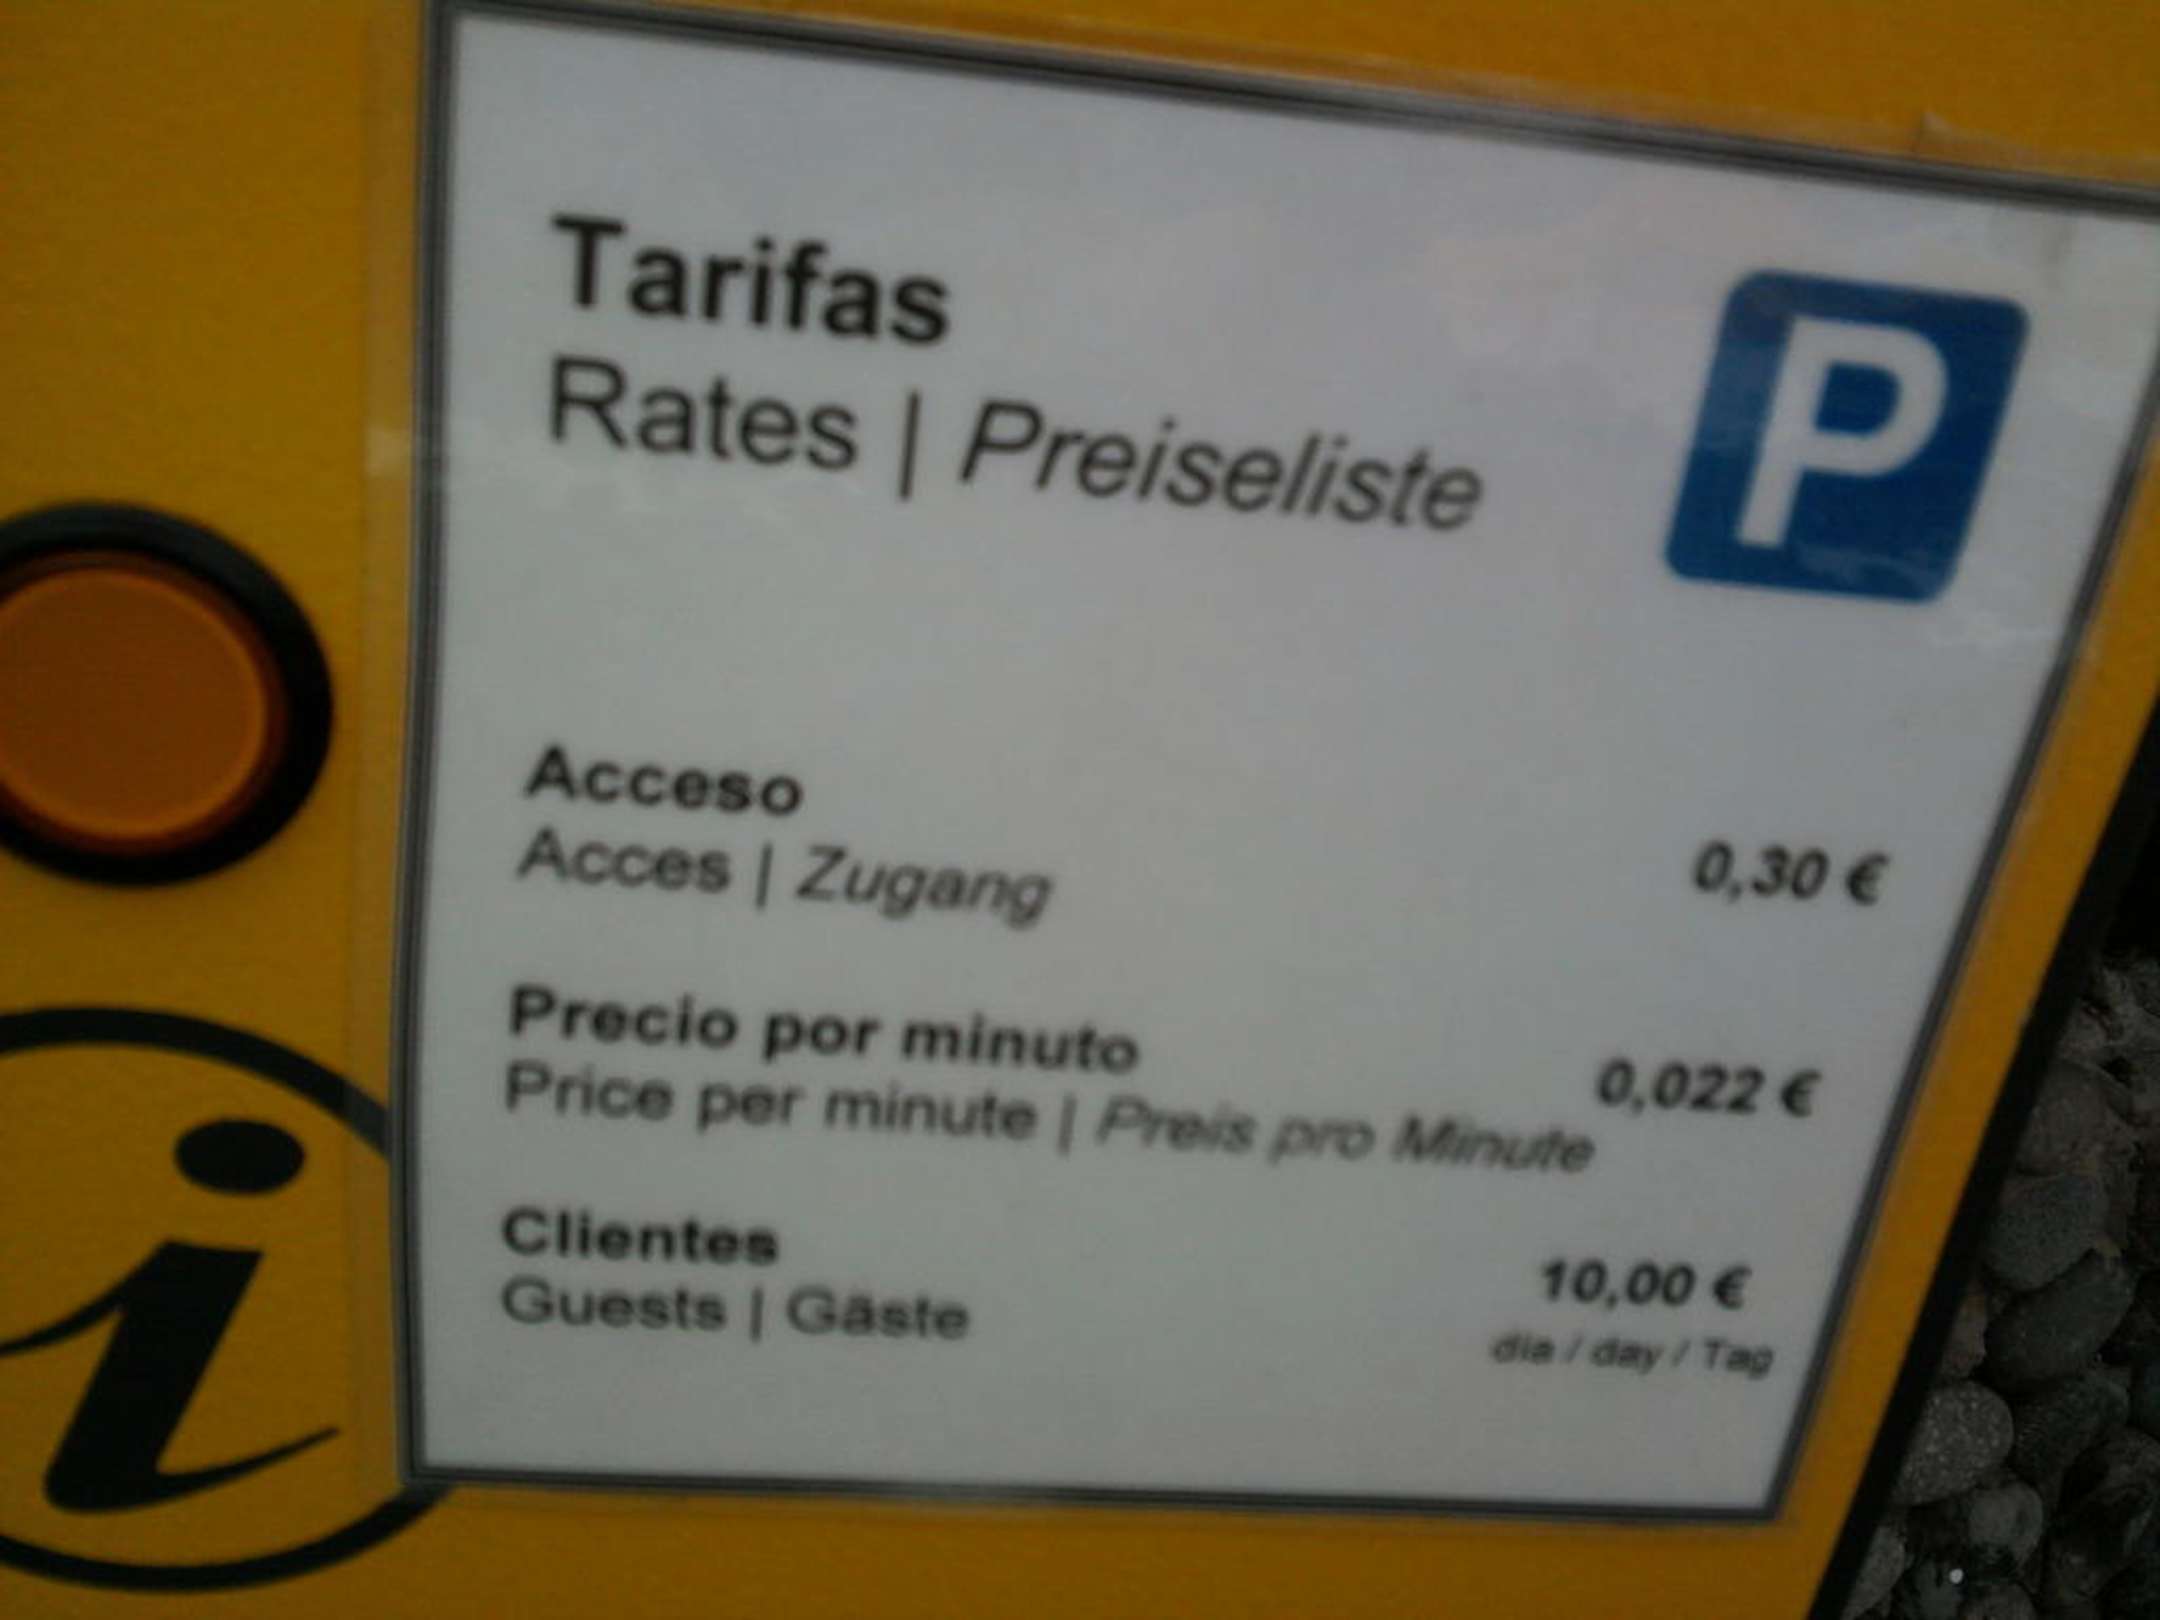 Tarifas
Rates | Preiseliste
P
Acceso
Acces | Zugang
0,30 €
Precio por minuto
Price per minute | Preis pro Minute
0,022 €
Clientes
Guests | Gäste
10,00 €
dia / day / Tag
i